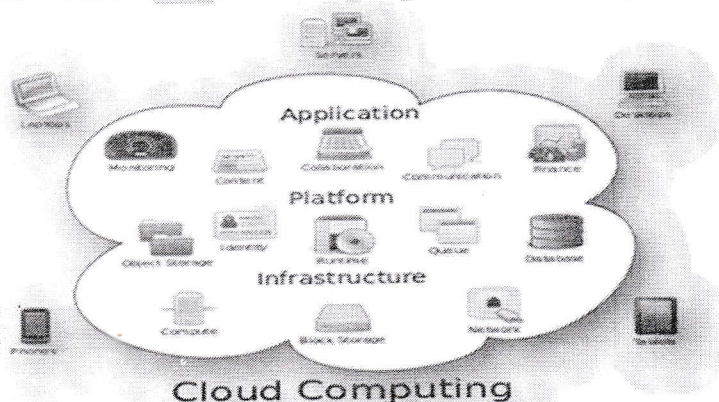 Servers
Laptops
Desktops
Application
Monitoring
Content
Collaboration
Communication
Finance
Platform
Object Storage
Identity
Runtime
Queue
Database
Infrastructure
Compute
Block Storage
Network
Phones
Tablets
Cloud Computing